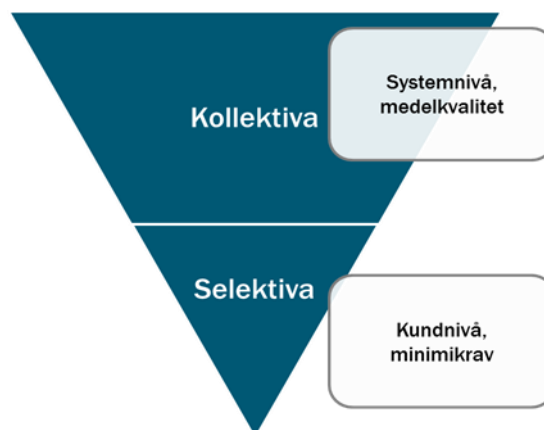 Systemnivå,
medelkvalitet
Kollektiva
Selektiva
Kundnivå,
minimikrav